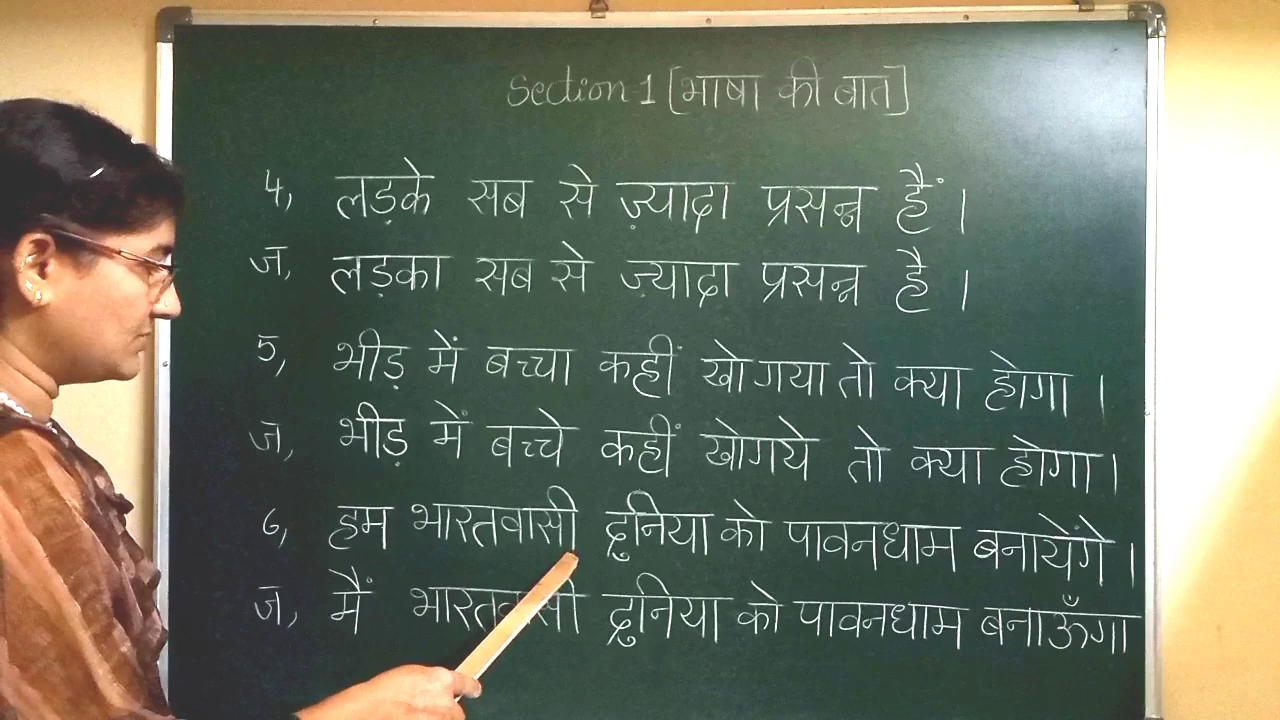 Section-1 [भाषा की बात]
4, लड़के सब से ज़्यादा प्रसन्न हैं ।
ज, लड़का सब से ज़्यादा प्रसन्न है ।
5, भीड़ में बच्चा कहीं खो गया तो क्या होगा ।
ज, भीड़ में बच्चे कहीं खोगये तो क्या होगा ।
6, हम भारतवासी दुनिया को पावनधाम बनायेंगे ।
ज, मैं भारतवासी दुनिया को पावनधाम बनाऊँगा